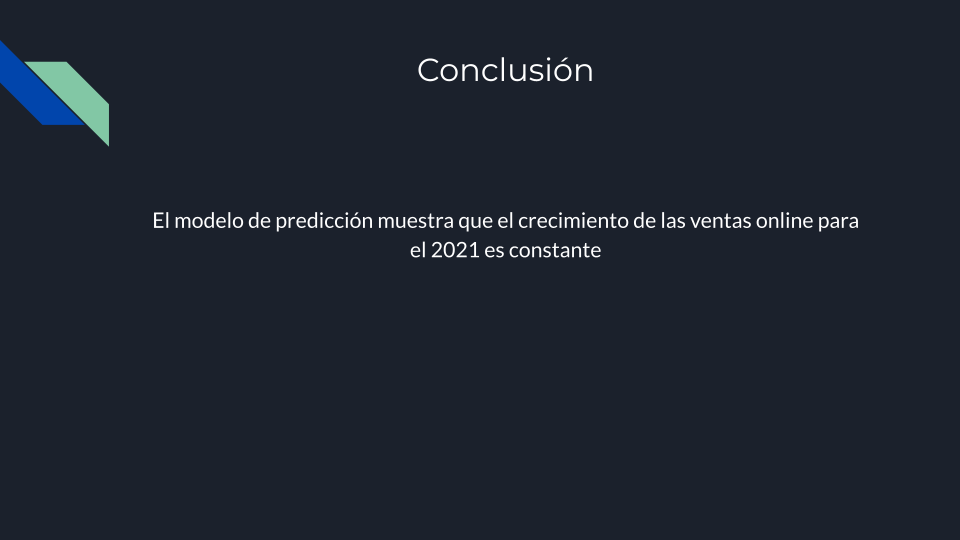 Conclusión
El modelo de predicción muestra que el crecimiento de las ventas online para
el 2021 es constante